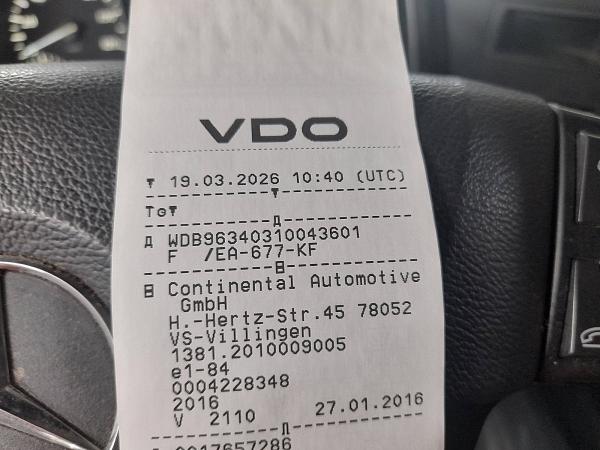 VDO
▼ 19.03.2026 10:40 (UTC)
T⊙▼
A WDB96340310043601
F /EA-677-KF
B Continental Automotive
GmbH
H.-Hertz-Str.45 78052
VS-Villingen
1381.2010009005
e1-84
0004228348
2016
V 2110 27.01.2016
0017657286